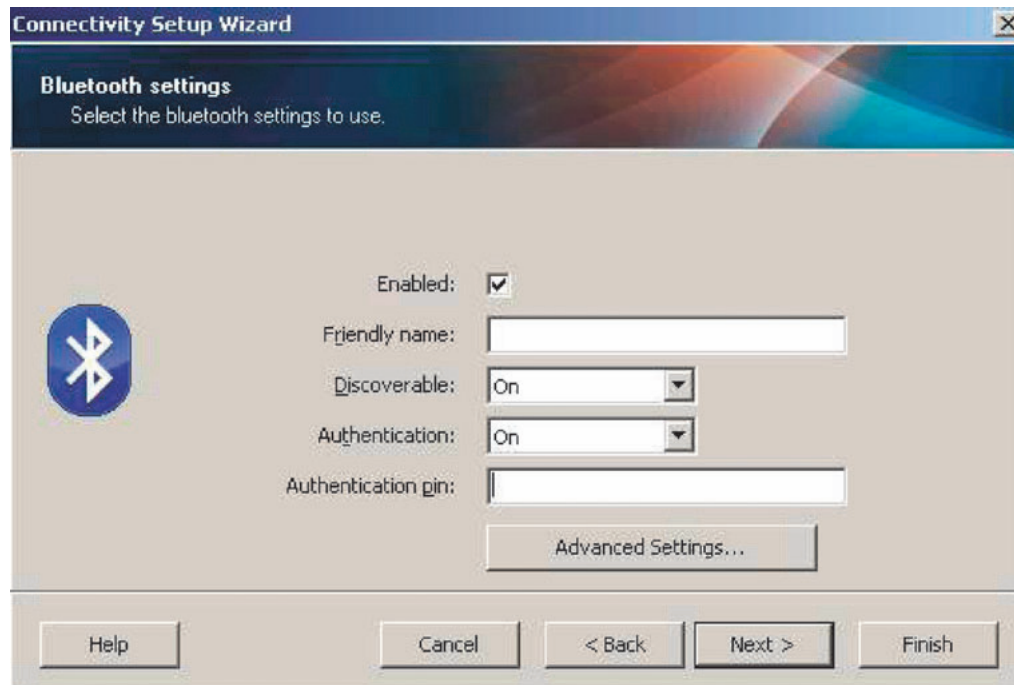 Connectivity Setup Wizard
Bluetooth settings
Select the bluetooth settings to use.
Enabled:
Friendly name:
Discoverable: On
Authentication: On
Authentication pin:
Advanced Settings...
Help Cancel < Back Next > Finish